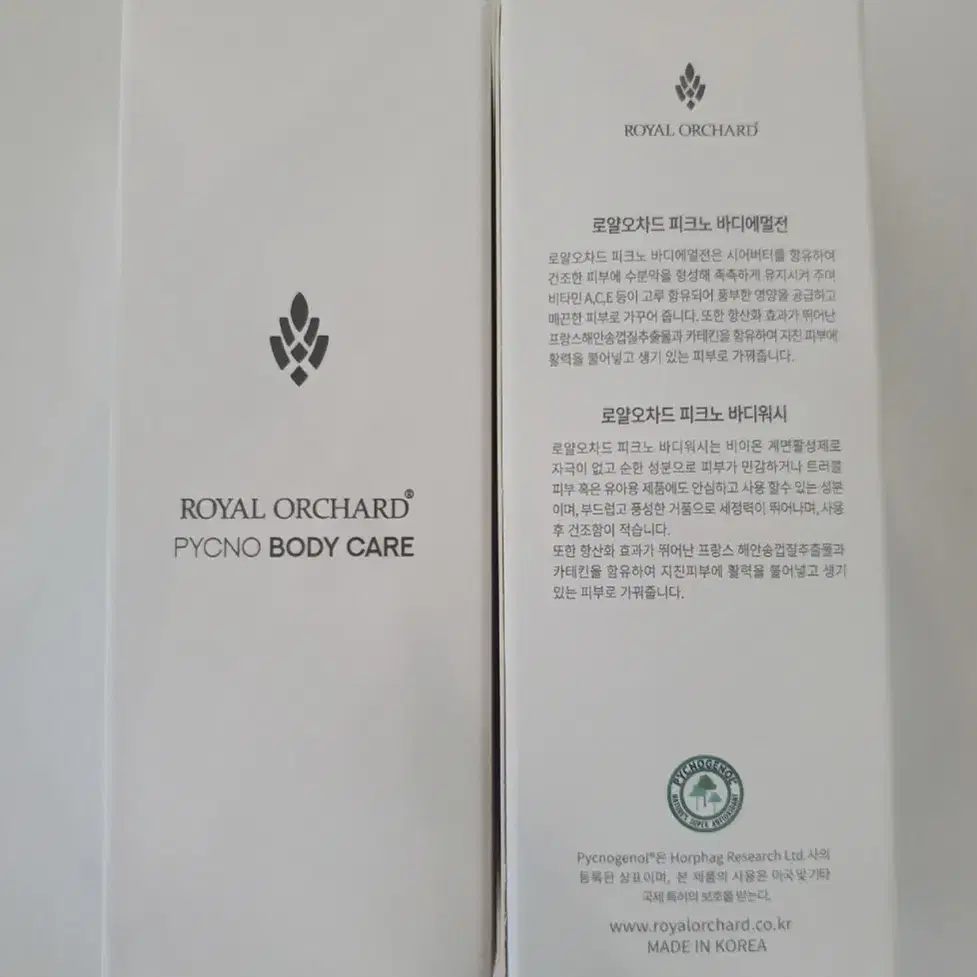 ROYAL ORCHARD®
PYCNO BODY CARE
ROYAL ORCHARD®
로얄오차드 피크노 바디에멀전
로얄오차드 피크노 바디에멀전은 시어버터를 함유하여
건조한 피부에 수분막을 형성해 촉촉하게 유지시켜 주며
비타민 A,C,E 등이 고루 함유되어 풍부한 영양을 공급하고
매끈한 피부로 가꾸어 줍니다. 또한 항산화 효과가 뛰어난
프랑스해안송껍질추출물과 카테킨을 함유하여 지친 피부에
활력을 불어넣고 생기 있는 피부로 가꿔줍니다.
로얄오차드 피크노 바디워시
로얄오차드 피크노 바디워시는 비이온 계면활성제로
자극이 없고 순한 성분으로 피부가 민감하거나 트러블
피부 혹은 유아용 제품에도 안심하고 사용 할수 있는 성분
이며, 부드럽고 풍성한 거품으로 세정력이 뛰어나며, 사용
후 건조함이 적습니다.
또한 항산화 효과가 뛰어난 프랑스 해안송껍질추출물과
카테킨을 함유하여 지친피부에 활력을 불어넣고 생기
있는 피부로 가꿔줍니다.
PYCNOGENOL®
NATURE'S SUPER ANTIOXIDANT
Pycnogenol®은 Horphag Research Ltd. 사의
등록된 상표이며, 본 제품의 사용은 미국 및 기타
국제 특허의 보호를 받는다.
www.royalorchard.co.kr
MADE IN KOREA